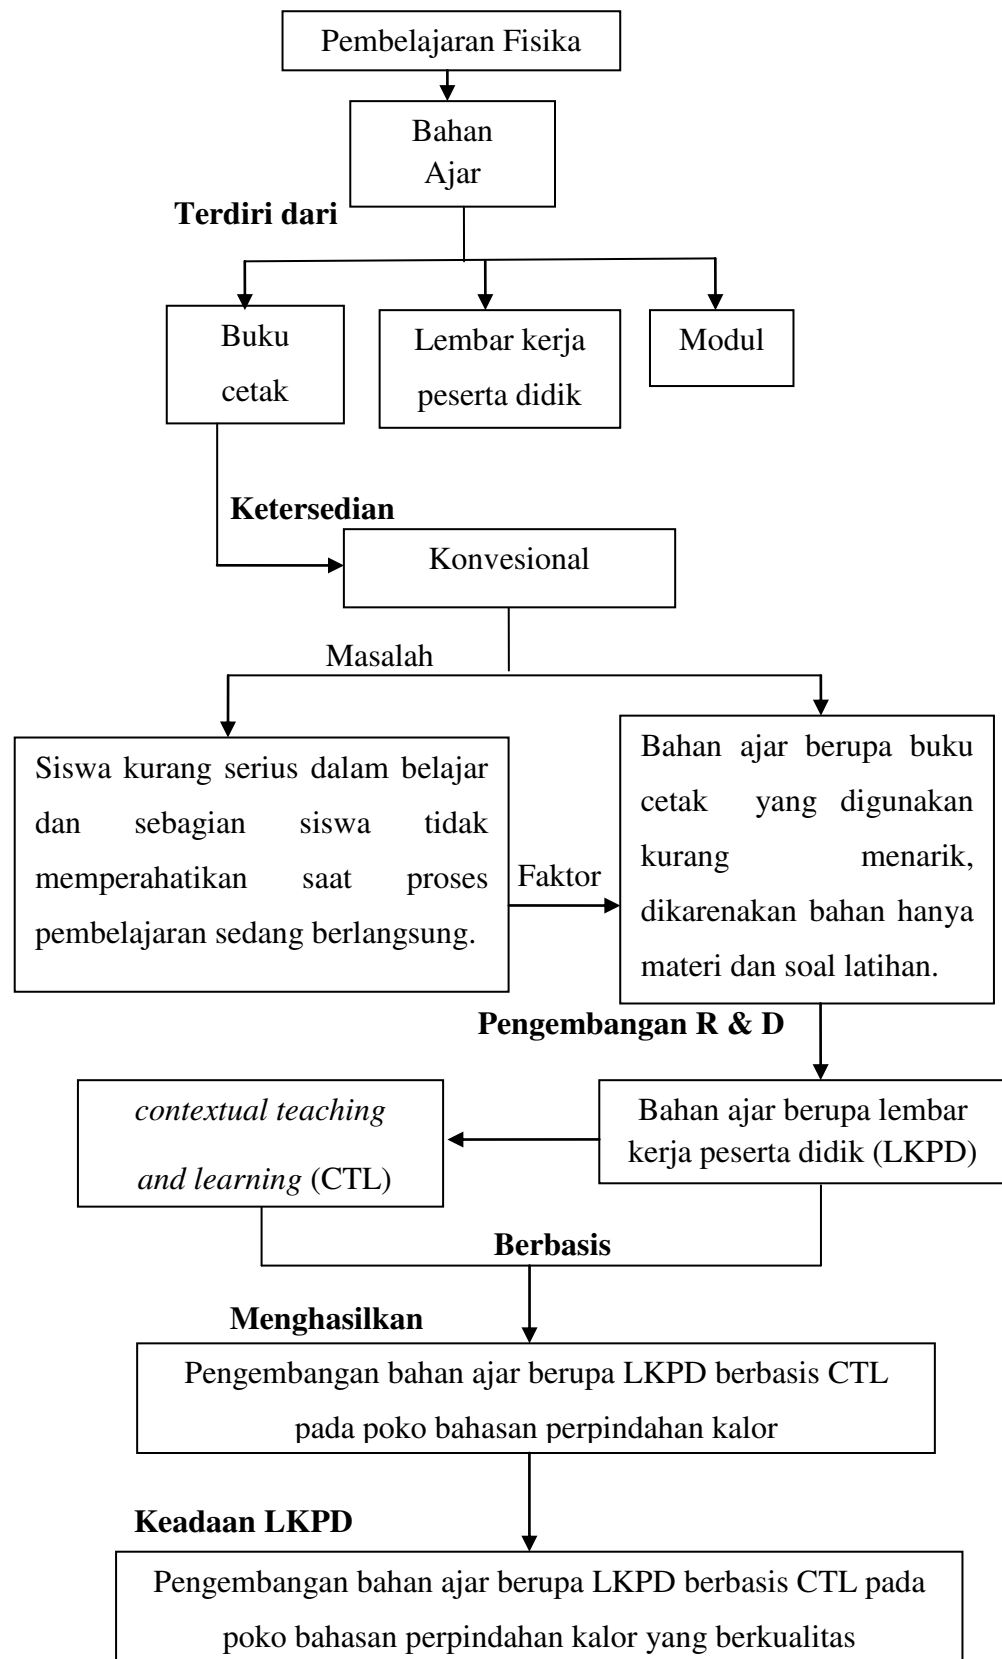 Pembelajaran Fisika
Bahan
Ajar
Terdiri dari
Buku
cetak
Lembar kerja
peserta didik
Modul
Ketersedian
Konvesional
Masalah
Siswa kurang serius dalam belajar
dan sebagian siswa tidak
memperahatikan saat proses
pembelajaran sedang berlangsung.
Faktor
Bahan ajar berupa buku
cetak yang digunakan
kurang menarik,
dikarenakan bahan hanya
materi dan soal latihan.
Pengembangan R & D
contextual teaching
and learning (CTL)
Bahan ajar berupa lembar
kerja peserta didik (LKPD)
Berbasis
Menghasilkan
Pengembangan bahan ajar berupa LKPD berbasis CTL
pada poko bahasan perpindahan kalor
Keadaan LKPD
Pengembangan bahan ajar berupa LKPD berbasis CTL pada
poko bahasan perpindahan kalor yang berkualitas